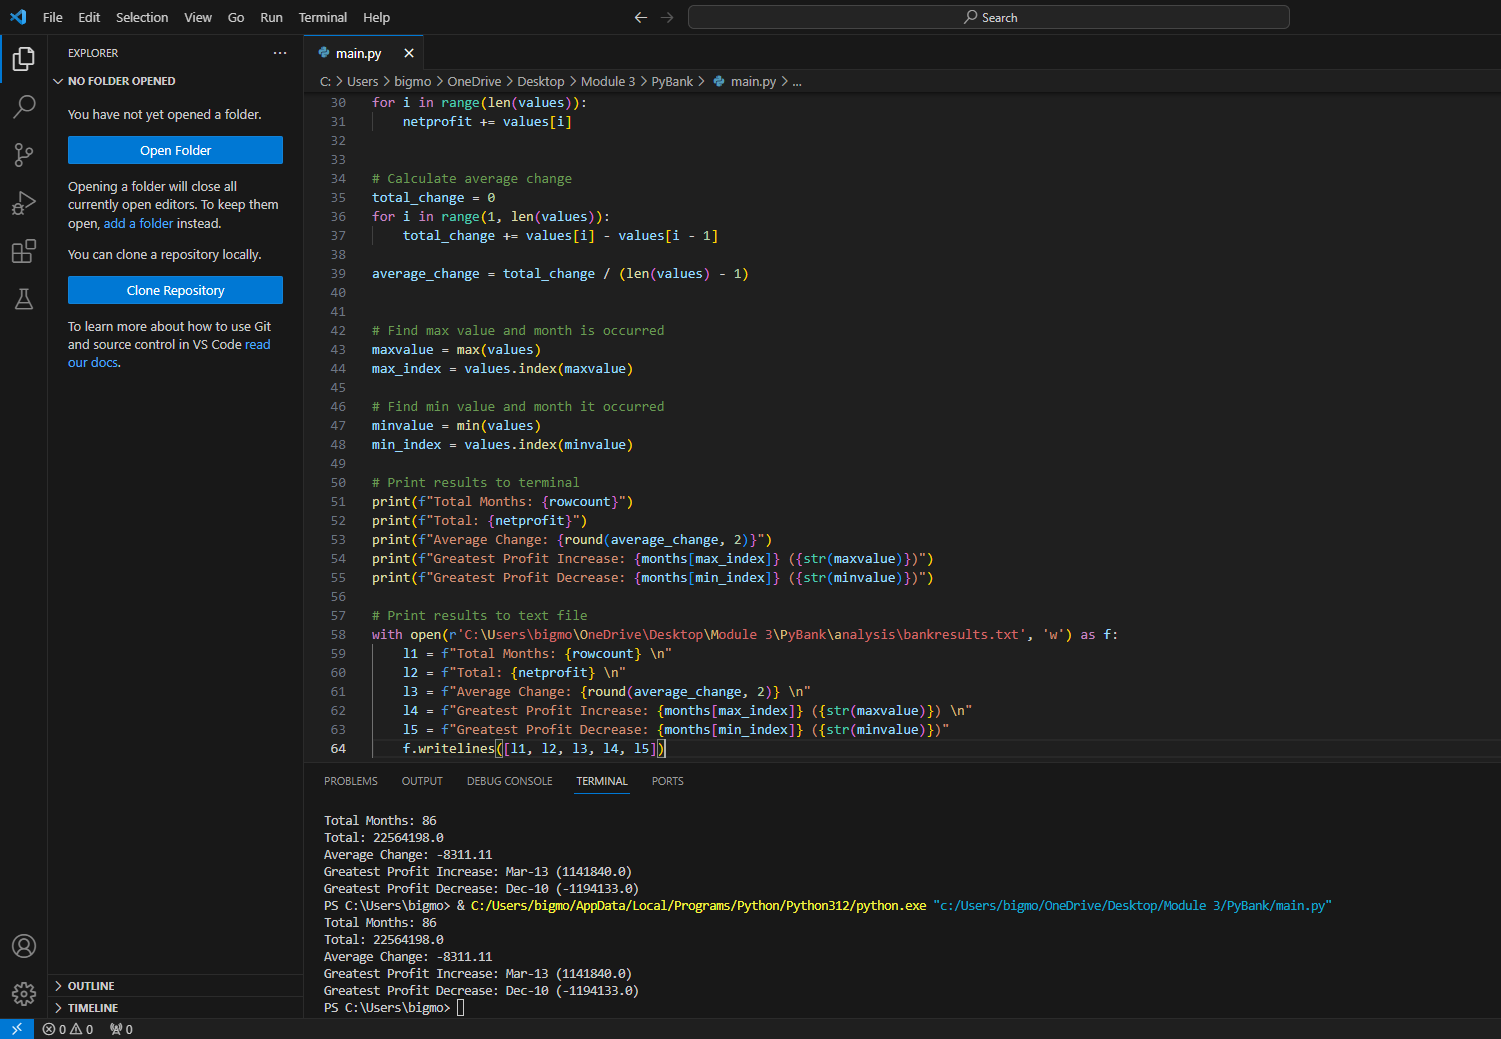 File Edit Selection View Go Run Terminal Help
Search
EXPLORER
NO FOLDER OPENED
You have not yet opened a folder.
Open Folder
Opening a folder will close all
currently open editors. To keep them
open, add a folder instead.
You can clone a repository locally.
Clone Repository
To learn more about how to use Git
and source control in VS Code read
our docs.
OUTLINE
TIMELINE
main.py
C: > Users > bigmo > OneDrive > Desktop > Module 3 > PyBank > main.py > ...
30 for i in range(len(values)):
31     netprofit += values[i]
32
33
34 # Calculate average change
35 total_change = 0
36 for i in range(1, len(values)):
37     total_change += values[i] - values[i - 1]
38
39 average_change = total_change / (len(values) - 1)
40
41
42 # Find max value and month is occurred
43 maxvalue = max(values)
44 max_index = values.index(maxvalue)
45
46 # Find min value and month it occurred
47 minvalue = min(values)
48 min_index = values.index(minvalue)
49
50 # Print results to terminal
51 print(f"Total Months: {rowcount}")
52 print(f"Total: {netprofit}")
53 print(f"Average Change: {round(average_change, 2)}")
54 print(f"Greatest Profit Increase: {months[max_index]} ({str(maxvalue)})")
55 print(f"Greatest Profit Decrease: {months[min_index]} ({str(minvalue)})")
56
57 # Print results to text file
58 with open(r'C:\Users\bigmo\OneDrive\Desktop\Module 3\PyBank\analysis\bankresults.txt', 'w') as f:
59     l1 = f"Total Months: {rowcount} \n"
60     l2 = f"Total: {netprofit} \n"
61     l3 = f"Average Change: {round(average_change, 2)} \n"
62     l4 = f"Greatest Profit Increase: {months[max_index]} ({str(maxvalue)}) \n"
63     l5 = f"Greatest Profit Decrease: {months[min_index]} ({str(minvalue)})"
64     f.writelines([l1, l2, l3, l4, l5])
PROBLEMS OUTPUT DEBUG CONSOLE TERMINAL PORTS
Total Months: 86
Total: 22564198.0
Average Change: -8311.11
Greatest Profit Increase: Mar-13 (1141840.0)
Greatest Profit Decrease: Dec-10 (-1194133.0)
PS C:\Users\bigmo> & C:/Users/bigmo/AppData/Local/Programs/Python/Python312/python.exe "c:/Users/bigmo/OneDrive/Desktop/Module 3/PyBank/main.py"
Total Months: 86
Total: 22564198.0
Average Change: -8311.11
Greatest Profit Increase: Mar-13 (1141840.0)
Greatest Profit Decrease: Dec-10 (-1194133.0)
PS C:\Users\bigmo>
0 0 0